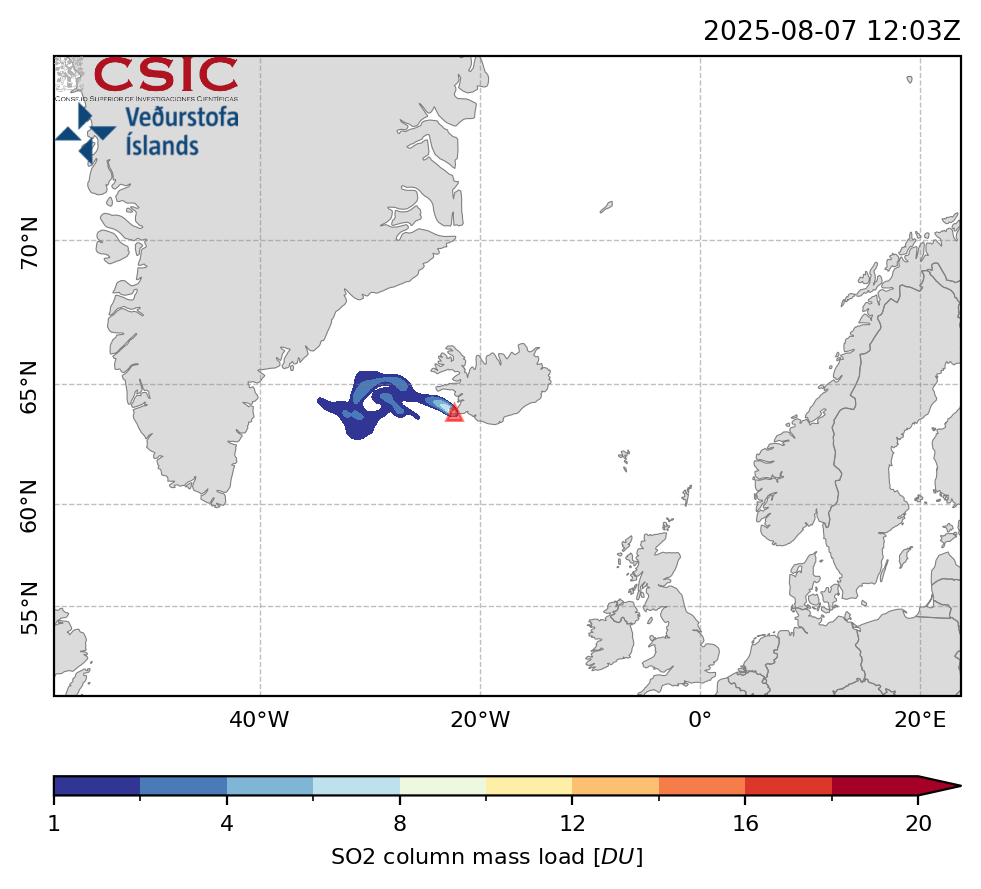 2025-08-07 12:03Z
CSIC
CONSEJO SUPERIOR DE INVESTIGACIONES CIENTÍFICAS
Veðurstofa
Íslands
70°N
65°N
60°N
55°N
40°W 20°W 0° 20°E
1 4 8 12 16 20
SO2 column mass load [DU]